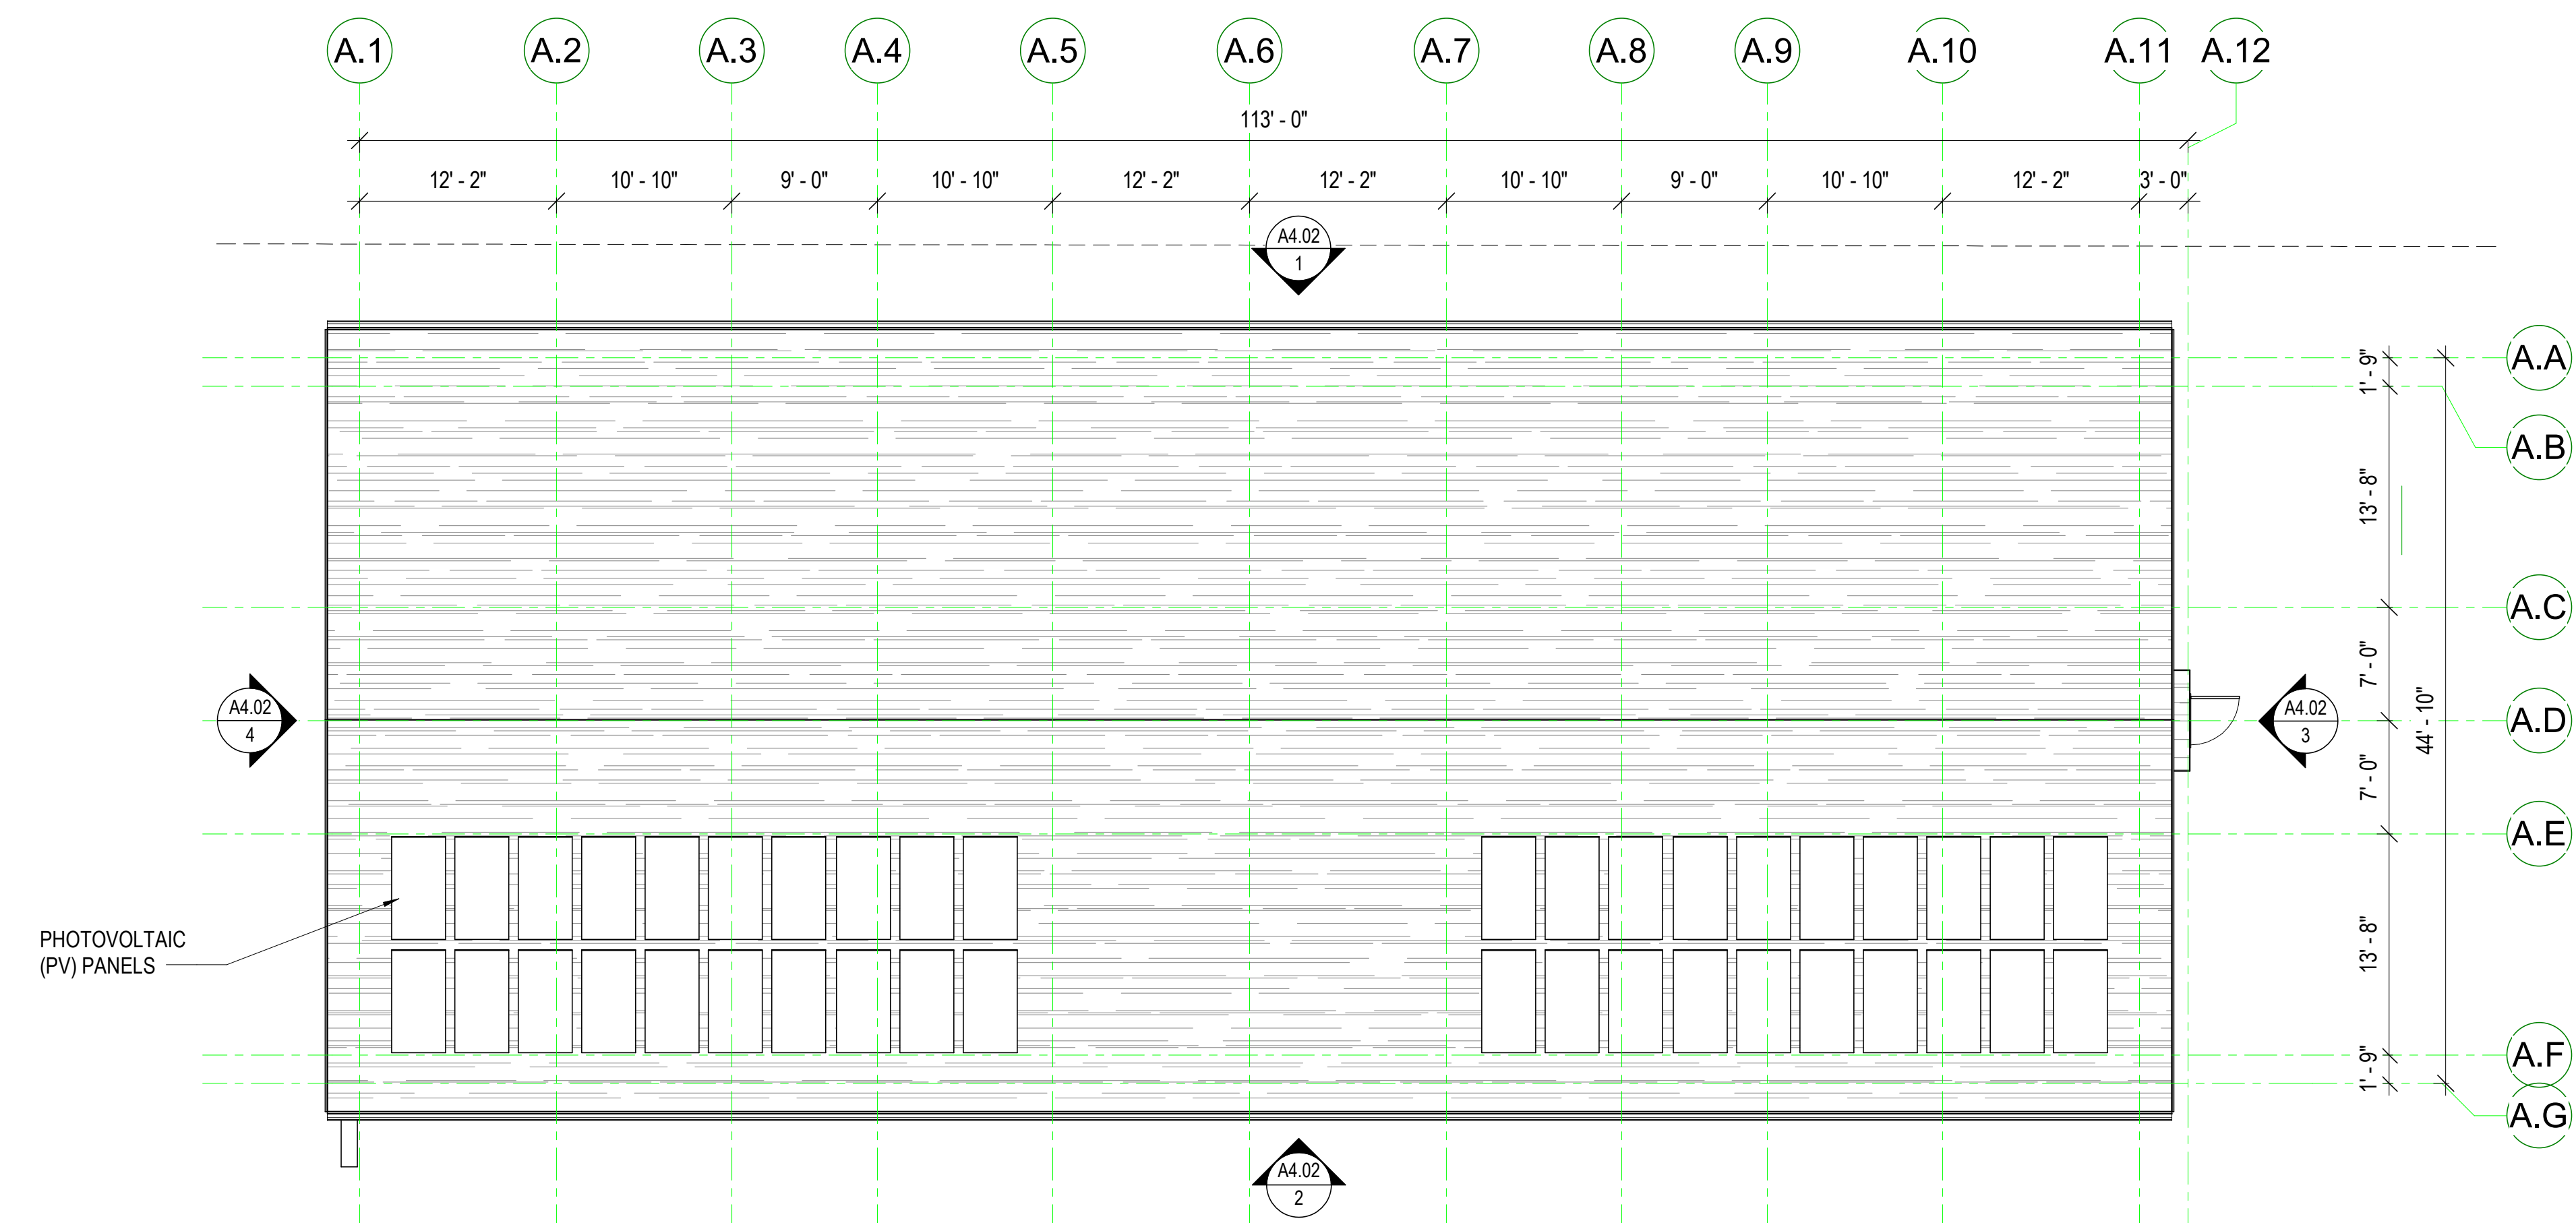 A.1 A.2 A.3 A.4 A.5 A.6 A.7 A.8 A.9 A.10 A.11 A.12
113' - 0"
12' - 2" 10' - 10" 9' - 0" 10' - 10" 12' - 2" 12' - 2" 10' - 10" 9' - 0" 10' - 10" 12' - 2" 3' - 0"
A4.02
1
A.A
1' - 9"
A.B
13' - 8"
A.C
7' - 0"
A4.02
4
A4.02
3
44' - 10"
A.D
7' - 0"
A.E
PHOTOVOLTAIC
(PV) PANELS
13' - 8"
A.F
1' - 9"
A.G
A4.02
2